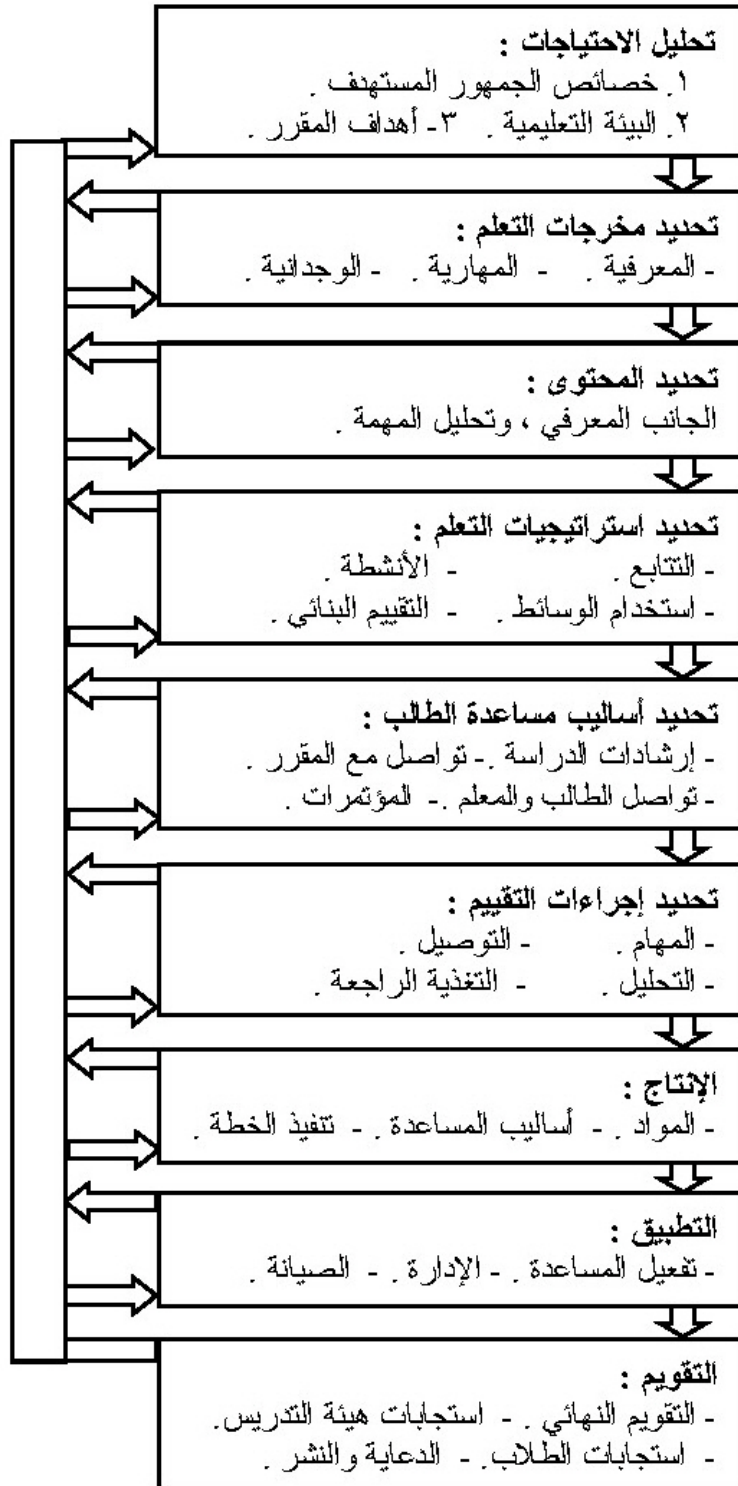 تحليل الاحتياجات :
١. خصائص الجمهور المستهدف .
٢. البيئة التعليمية . ٣- أهداف المقرر .
تحديد مخرجات التعلم :
- المعرفية . - المهارية . - الوجدانية .
تحديد المحتوى :
الجانب المعرفي ، وتحليل المهمة .
تحديد استراتيجيات التعلم :
- التتابع . - الأنشطة .
- استخدام الوسائط . - التقييم البنائي .
تحديد أساليب مساعدة الطالب :
- إرشادات الدراسة .- تواصل مع المقرر .
- تواصل الطالب والمعلم .- المؤتمرات .
تحديد إجراءات التقييم :
- المهام . - التوصيل .
- التحليل . - التغذية الراجعة .
الإنتاج :
- المواد . - أساليب المساعدة . - تنفيذ الخطة .
التطبيق :
- تفعيل المساعدة .- الإدارة .- الصيانة .
التقويم :
- التقويم النهائي . - استجابات هيئة التدريس.
- استجابات الطلاب.- الدعاية والنشر .